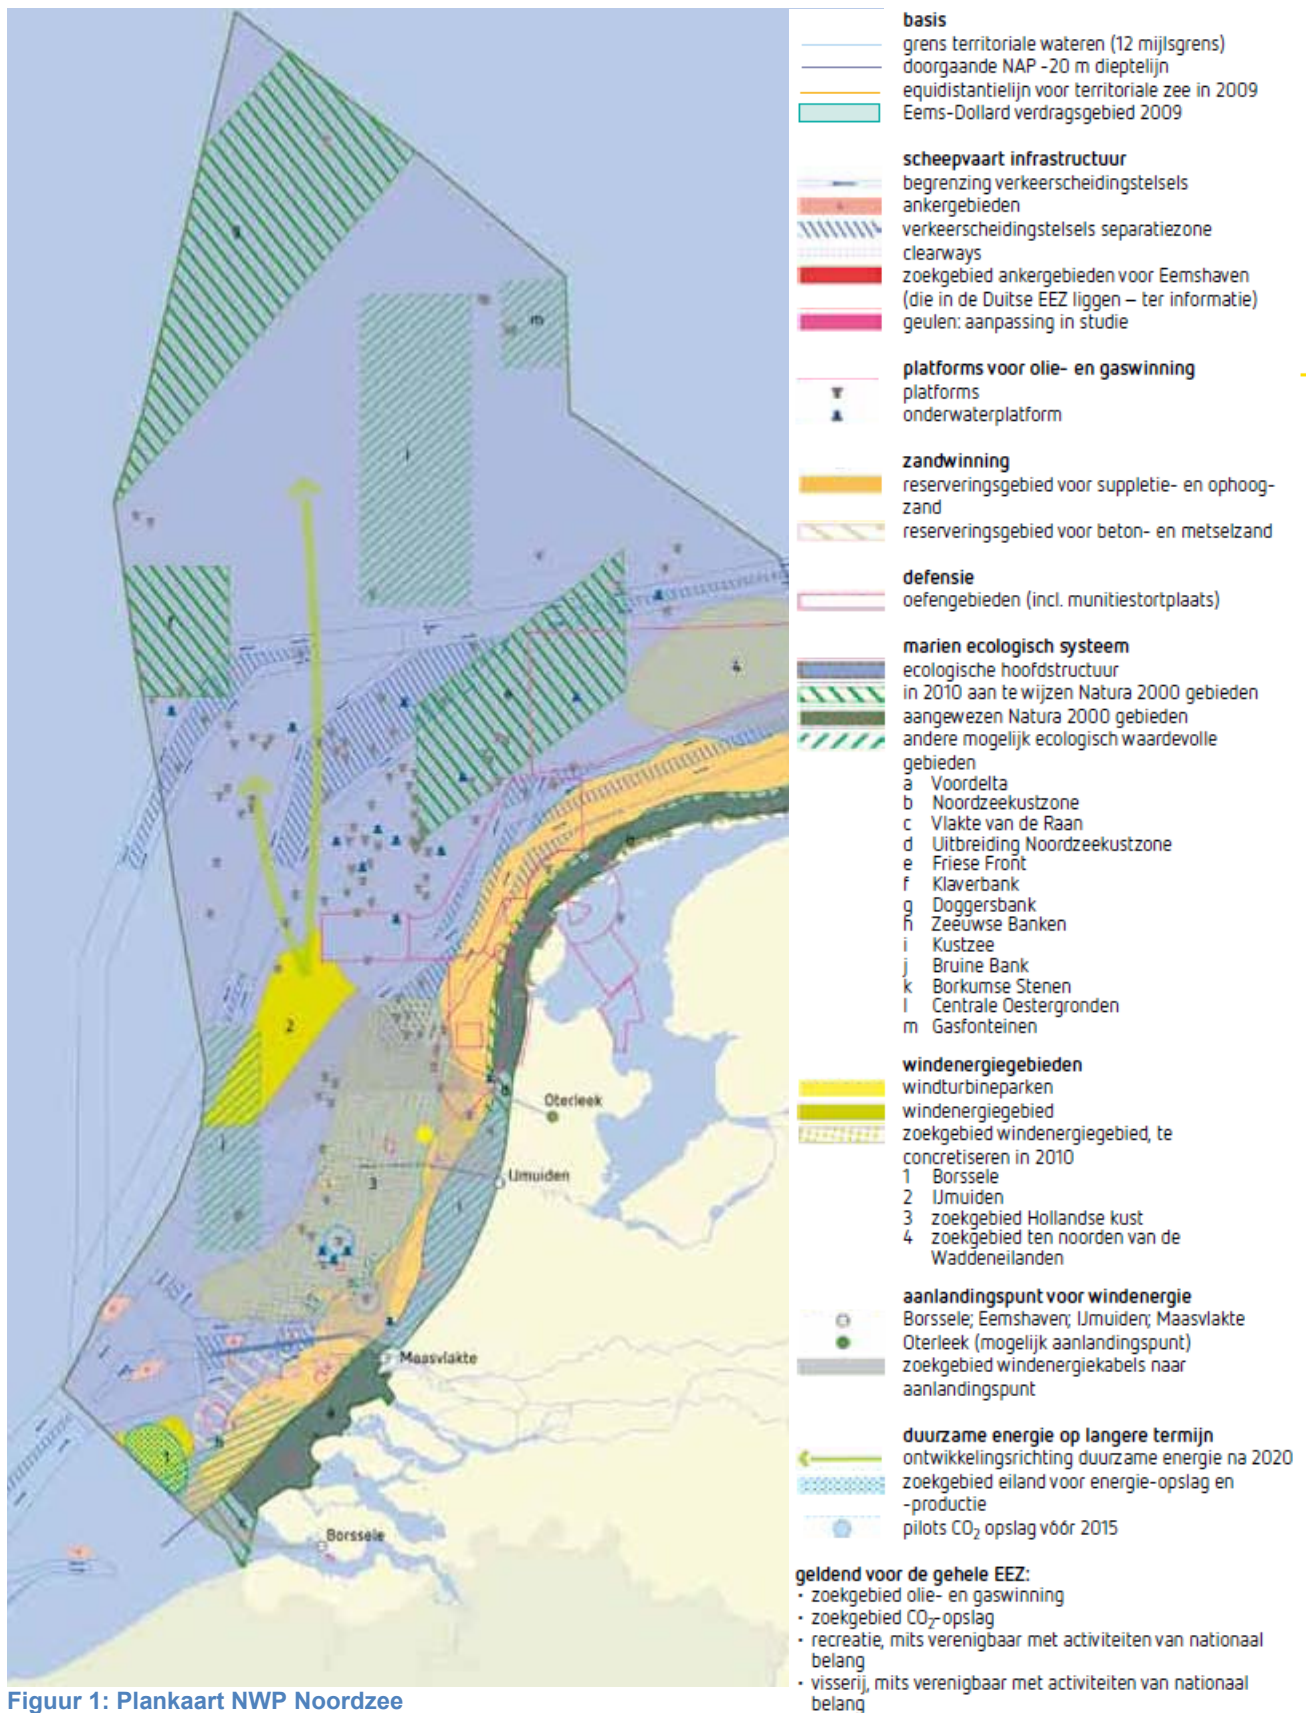 g
m
l
f
e
4
b
2
d
Oterleek
j
IJmuiden
3
i
Maasvlakte
a
h
1
c
Borssele
basis
grens territoriale wateren (12 mijlsgrens)
doorgaande NAP -20 m dieptelijn
equidistantielijn voor territoriale zee in 2009
Eems-Dollard verdragsgebied 2009
scheepvaart infrastructuur
begrenzing verkeerscheidingstelsels
ankergebieden
verkeerscheidingstelsels separatiezone
clearways
zoekgebied ankergebieden voor Eemshaven
(die in de Duitse EEZ liggen – ter informatie)
geulen: aanpassing in studie
platforms voor olie- en gaswinning
platforms
onderwaterplatform
zandwinning
reserveringsgebied voor suppletie- en ophoog-
zand
reserveringsgebied voor beton- en metselzand
defensie
oefengebieden (incl. munitiestortplaats)
marien ecologisch systeem
ecologische hoofdstructuur
in 2010 aan te wijzen Natura 2000 gebieden
aangewezen Natura 2000 gebieden
andere mogelijk ecologisch waardevolle
gebieden
a Voordelta
b Noordzeekustzone
c Vlakte van de Raan
d Uitbreiding Noordzeekustzone
e Friese Front
f Klaverbank
g Doggersbank
h Zeeuwse Banken
i Kustzee
j Bruine Bank
k Borkumse Stenen
l Centrale Oestergronden
m Gasfonteinen
windenergiegebieden
windturbineparken
windenergiegebied
zoekgebied windenergiegebied, te
concretiseren in 2010
1 Borssele
2 IJmuiden
3 zoekgebied Hollandse kust
4 zoekgebied ten noorden van de
Waddeneilanden
aanlandingspunt voor windenergie
Borssele; Eemshaven; IJmuiden; Maasvlakte
Oterleek (mogelijk aanlandingspunt)
zoekgebied windenergiekabels naar
aanlandingspunt
duurzame energie op langere termijn
ontwikkelingsrichting duurzame energie na 2020
zoekgebied eiland voor energie-opslag en
-productie
pilots CO₂ opslag vóór 2015
geldend voor de gehele EEZ:
• zoekgebied olie- en gaswinning
• zoekgebied CO₂-opslag
• recreatie, mits verenigbaar met activiteiten van nationaal
belang
• visserij, mits verenigbaar met activiteiten van nationaal
belang
Figuur 1: Plankaart NWP Noordzee